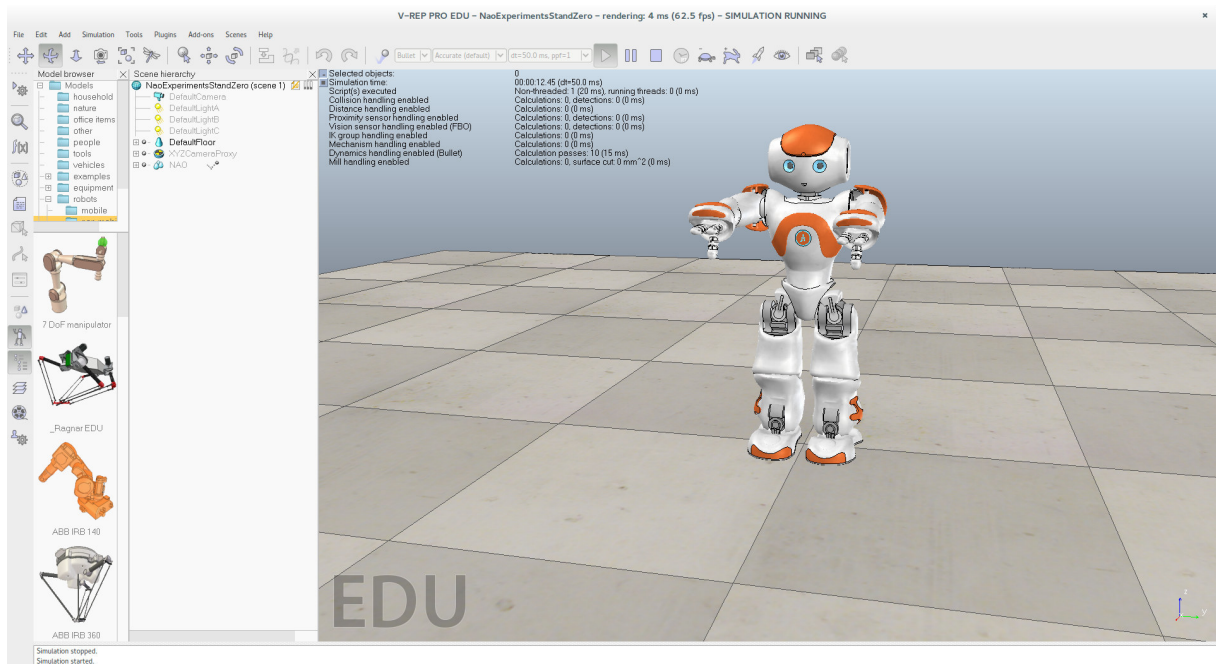 V-REP PRO EDU - NaoExperimentsStandZero - rendering: 4 ms (62.5 fps) - SIMULATION RUNNING
File Edit Add Simulation Tools Plugins Add-ons Scenes Help
Bullet Accurate (default) dt=50.0 ms, ppf=1
Model browser
Models
household
nature
office items
other
people
tools
vehicles
examples
equipment
robots
mobile
7 DoF manipulator
_Ragnar EDU
ABB IRB 140
ABB IRB 360
Scene hierarchy
NaoExperimentsStandZero (scene 1)
DefaultCamera
DefaultLightA
DefaultLightB
DefaultLightC
DefaultFloor
XYZCameraProxy
NAO
Selected objects: 0
Simulation time: 00:00:12.45 (dt=50.0 ms)
Script(s) executed Non-threaded: 1 (20 ms), running threads: 0 (0 ms)
Collision handling enabled Calculations: 0, detections: 0 (0 ms)
Distance handling enabled Calculations: 0 (0 ms)
Proximity sensor handling enabled Calculations: 0, detections: 0 (0 ms)
Vision sensor handling enabled (FBO) Calculations: 0, detections: 0 (0 ms)
IK group handling enabled Calculations: 0 (0 ms)
Mechanism handling enabled Calculations: 0 (0 ms)
Dynamics handling enabled (Bullet) Calculation passes: 10 (15 ms)
Mill handling enabled Calculations: 0, surface cut: 0 mm^2 (0 ms)
EDU
z
x
y
Simulation stopped.
Simulation started.